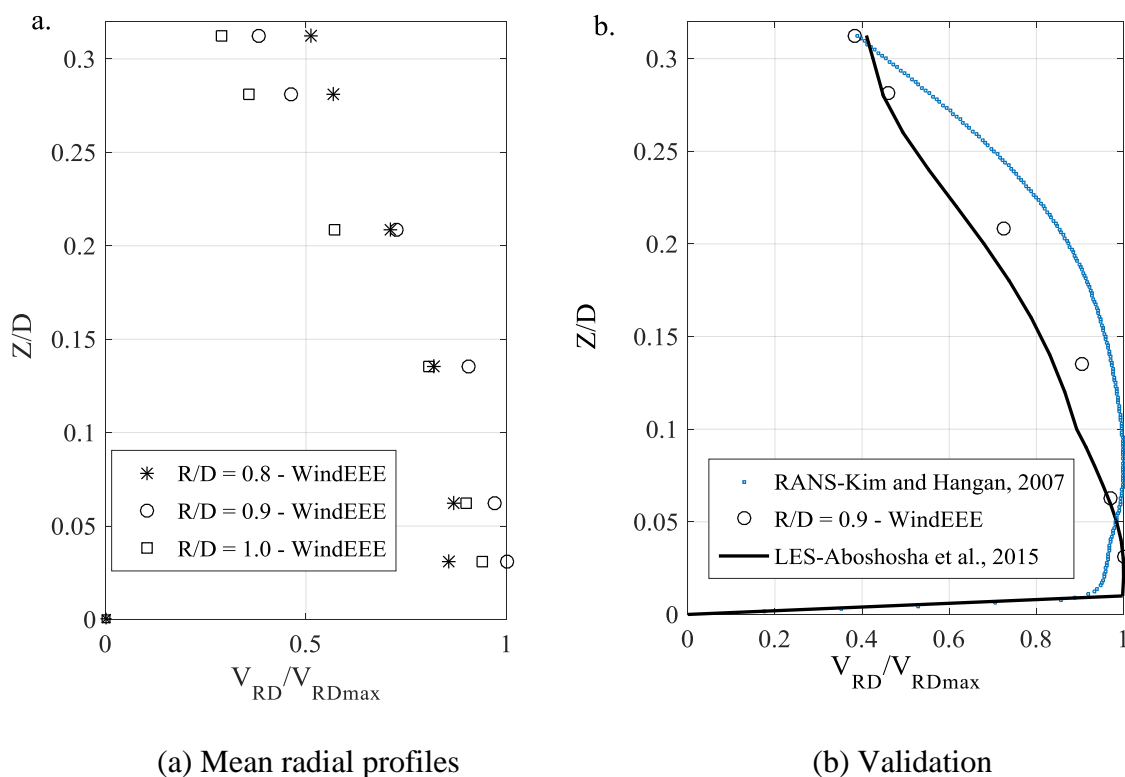 a.
0.3
0.25
0.2
0.15
0.1
0.05
0
Z/D
R/D = 0.8 - WindEEE
R/D = 0.9 - WindEEE
R/D = 1.0 - WindEEE
0 0.5 1
V_RD/V_RDmax
(a) Mean radial profiles
b.
0.3
0.25
0.2
0.15
0.1
0.05
0
Z/D
RANS-Kim and Hangan, 2007
R/D = 0.9 - WindEEE
LES-Aboshosha et al., 2015
0 0.2 0.4 0.6 0.8 1
V_RD/V_RDmax
(b) Validation